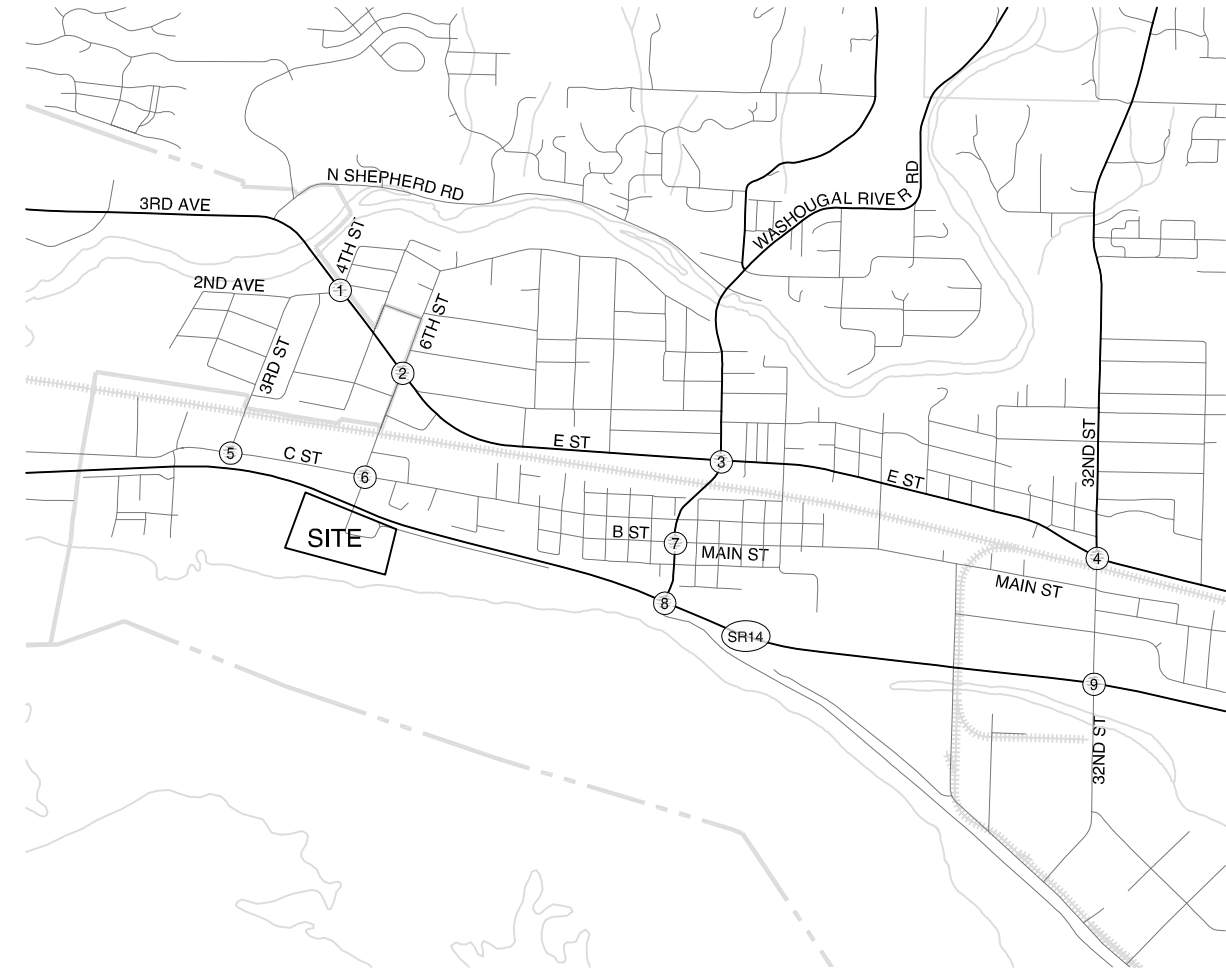 N SHEPHERD RD
3RD AVE
WASHOUGAL RIVER RD
4TH ST
2ND AVE
1
6TH ST
3RD ST
2
E ST
3
5
C ST
6
E ST
32ND ST
SITE
B ST
7
MAIN ST
4
MAIN ST
8
SR14
9
32ND ST